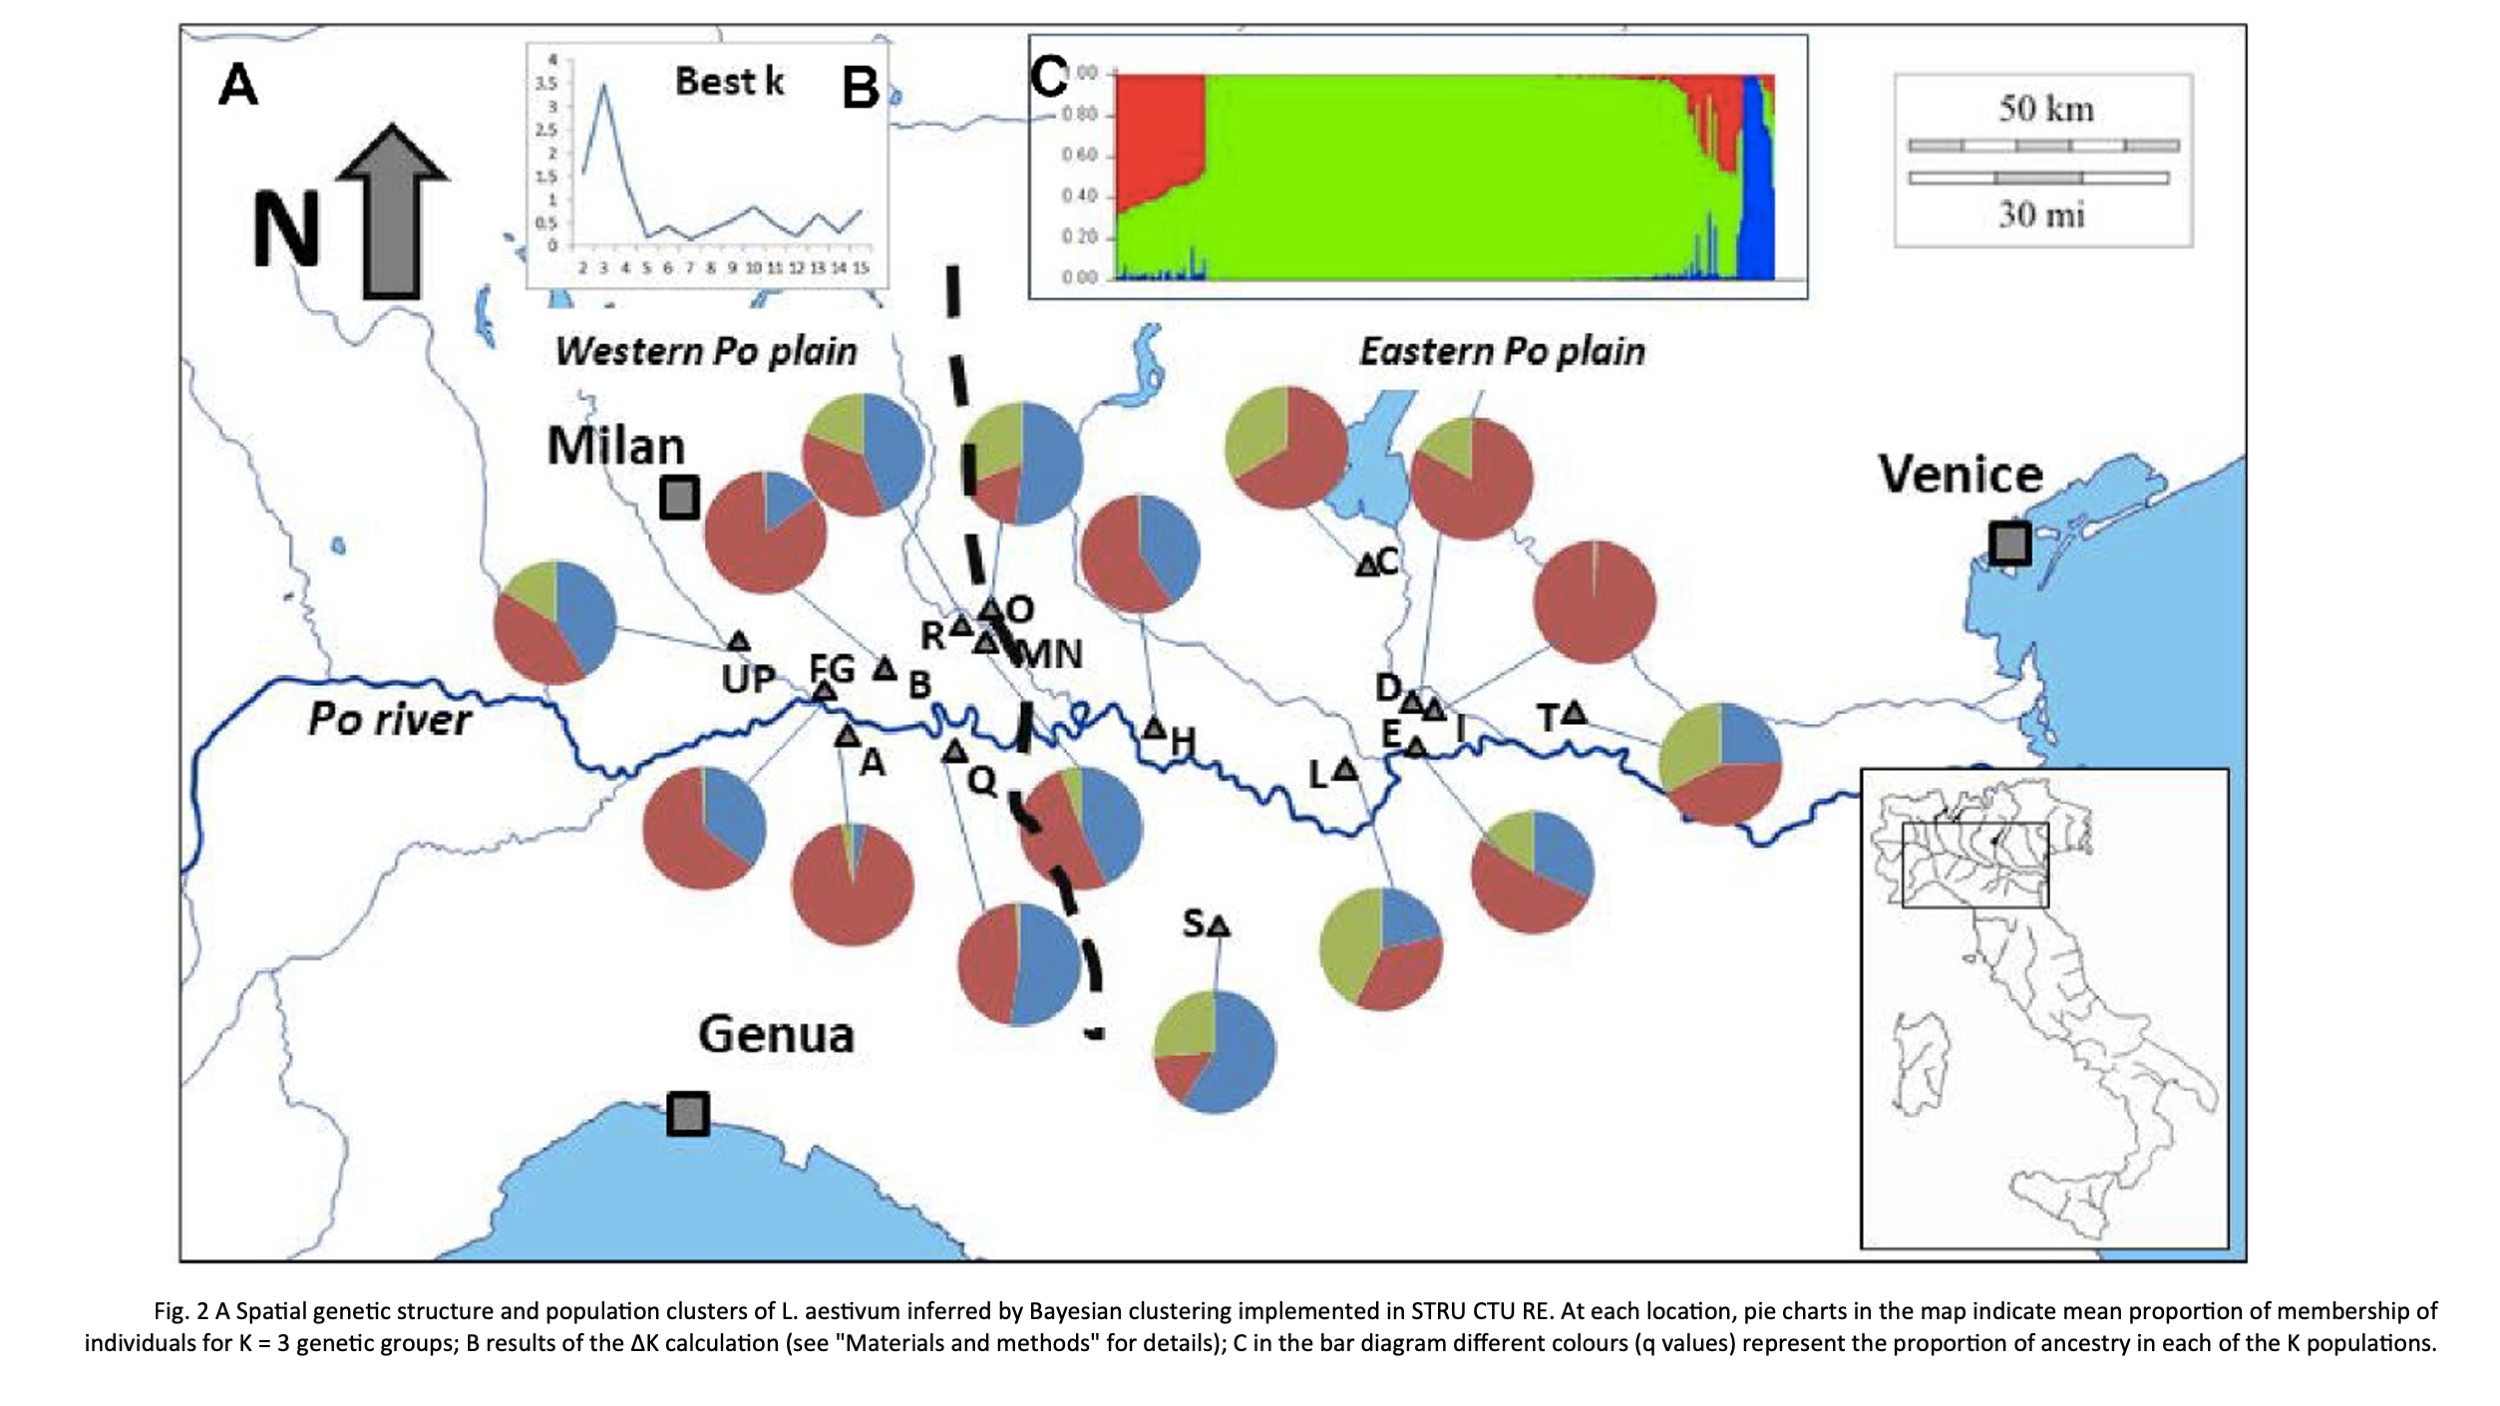 A
N
Best k
B
4
3.5
3
2.5
2
1.5
1
0.5
0
2 3 4 5 6 7 8 9 10 11 12 13 14 15
C
1.00
0.80
0.60
0.40
0.20
0.00
50 km
30 mi
Western Po plain
Eastern Po plain
Milan
Venice
C
O
R
MN
UP
FG
B
D
I
T
E
Po river
A
Q
H
L
S
Genua
Fig. 2 A Spatial genetic structure and population clusters of L. aestivum inferred by Bayesian clustering implemented in STRU CTU RE. At each location, pie charts in the map indicate mean proportion of membership of
individuals for K = 3 genetic groups; B results of the ΔK calculation (see "Materials and methods" for details); C in the bar diagram different colours (q values) represent the proportion of ancestry in each of the K populations.